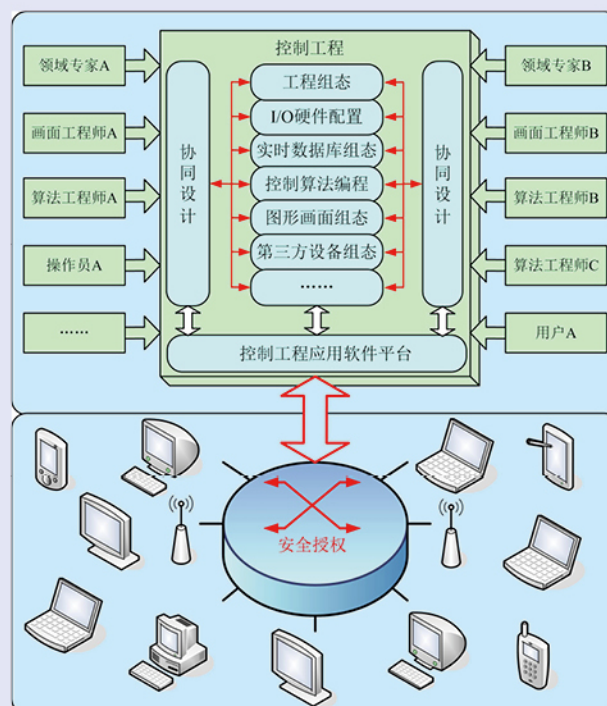 控制工程
领域专家A
画面工程师A
算法工程师A
操作员A
……
协同设计
工程组态
I/O硬件配置
实时数据库组态
控制算法编程
图形画面组态
第三方设备组态
……
协同设计
领域专家B
画面工程师B
算法工程师B
算法工程师C
用户A
控制工程应用软件平台
安全授权